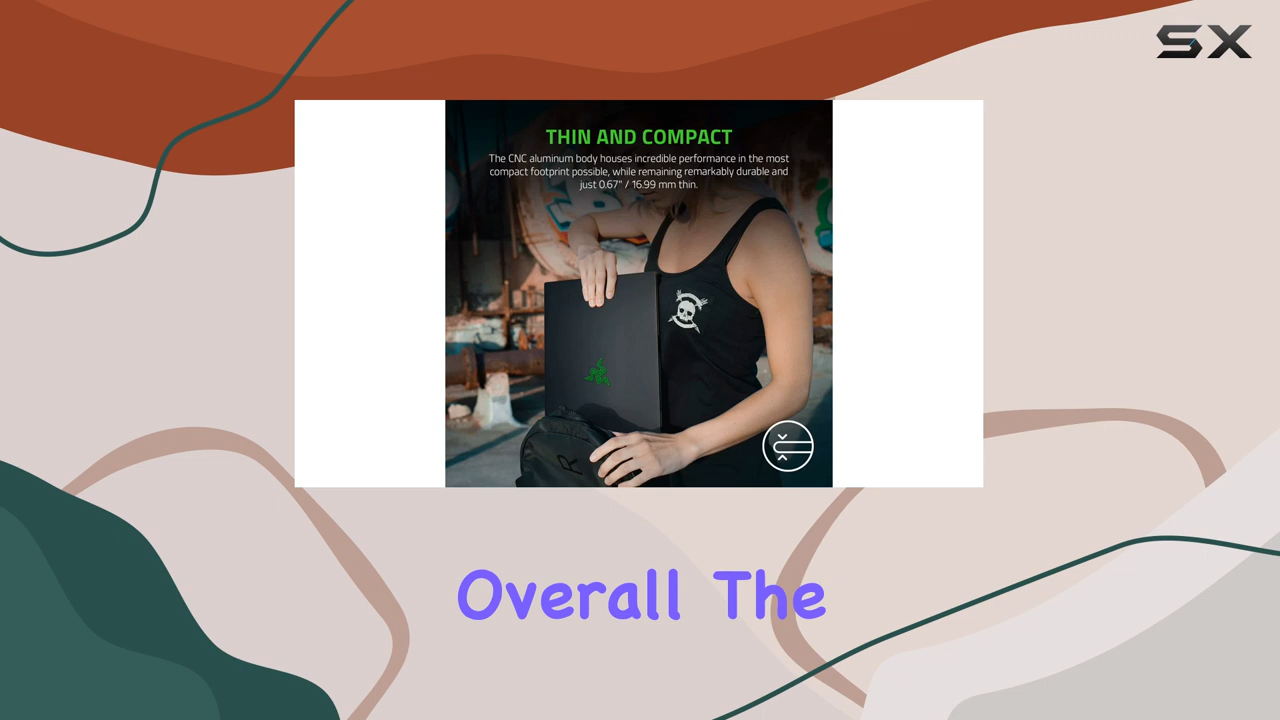 SX
THIN AND COMPACT
The CNC aluminum body houses incredible performance in the most
compact footprint possible, while remaining remarkably durable and
just 0.67" / 16.99 mm thin.
R
Overall The